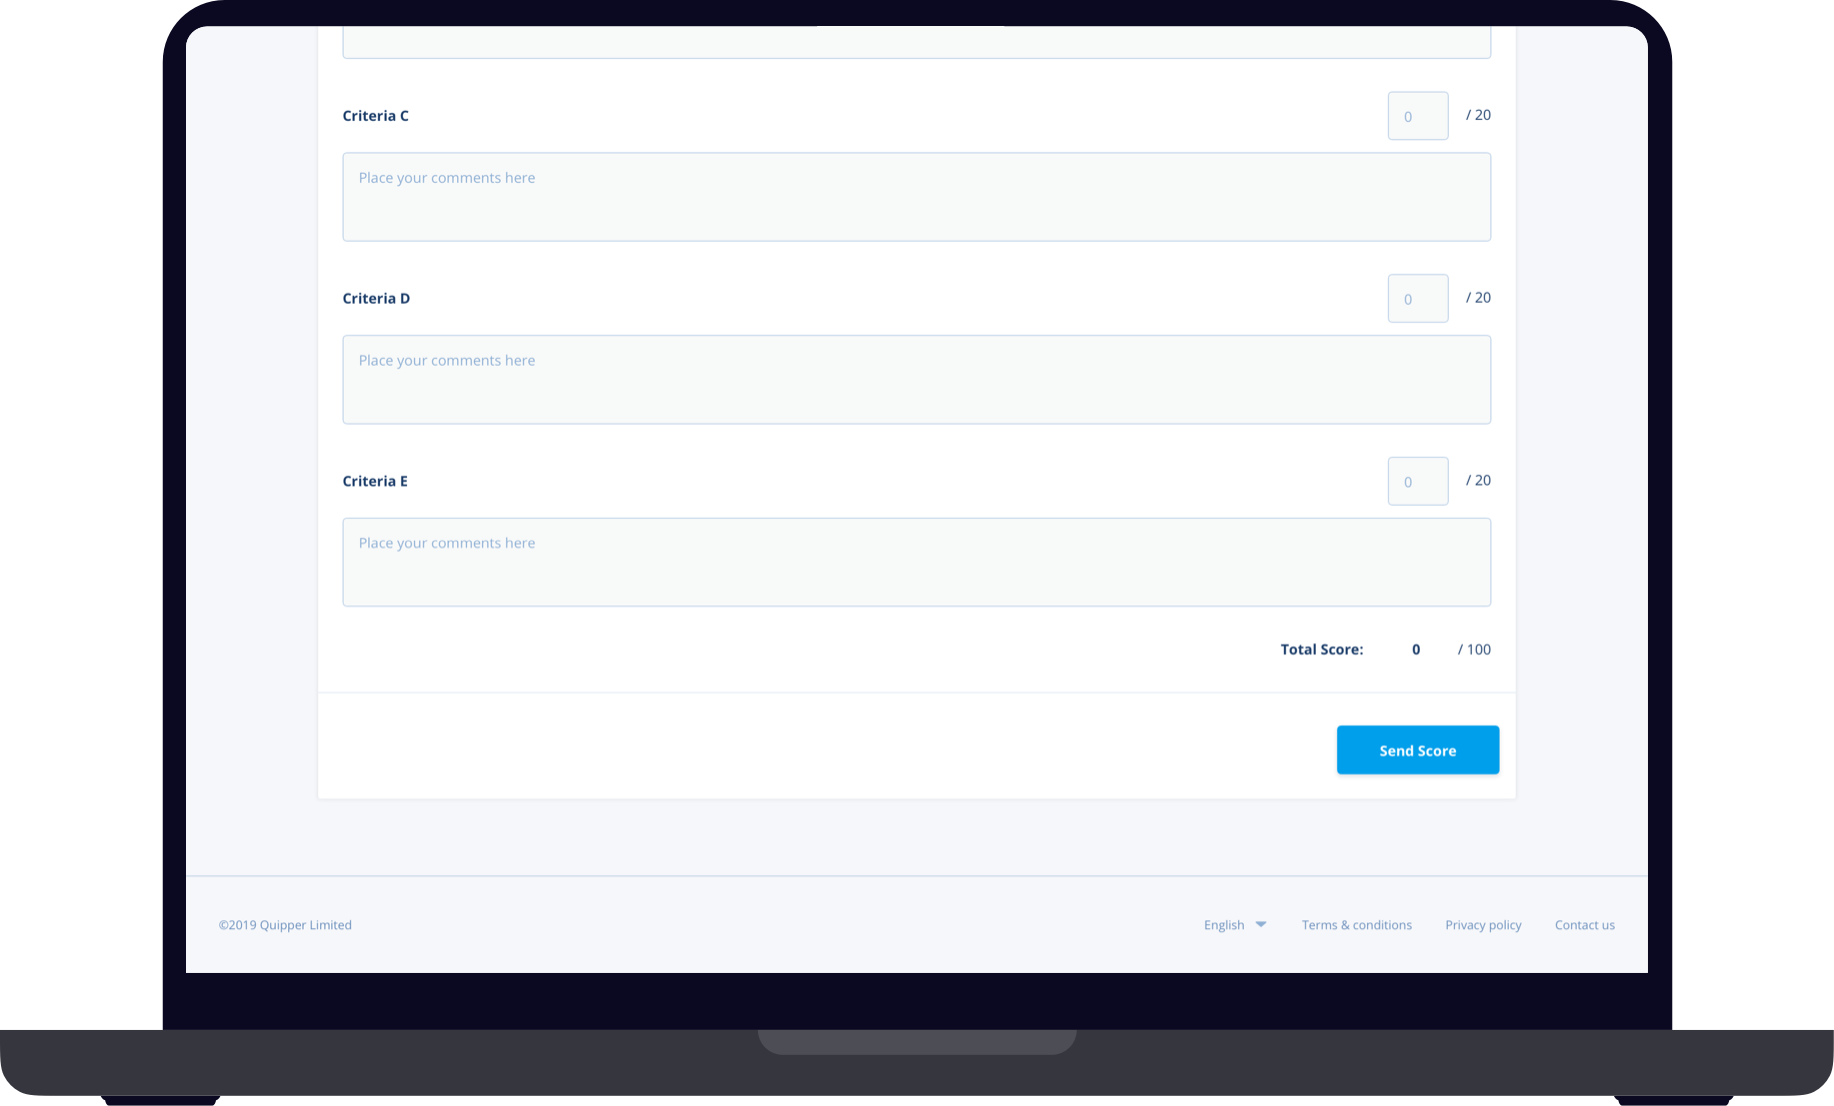 Criteria C 0 / 20
Place your comments here
Criteria D 0 / 20
Place your comments here
Criteria E 0 / 20
Place your comments here
Total Score: 0 / 100
Send Score
©2019 Quipper Limited English Terms & conditions Privacy policy Contact us